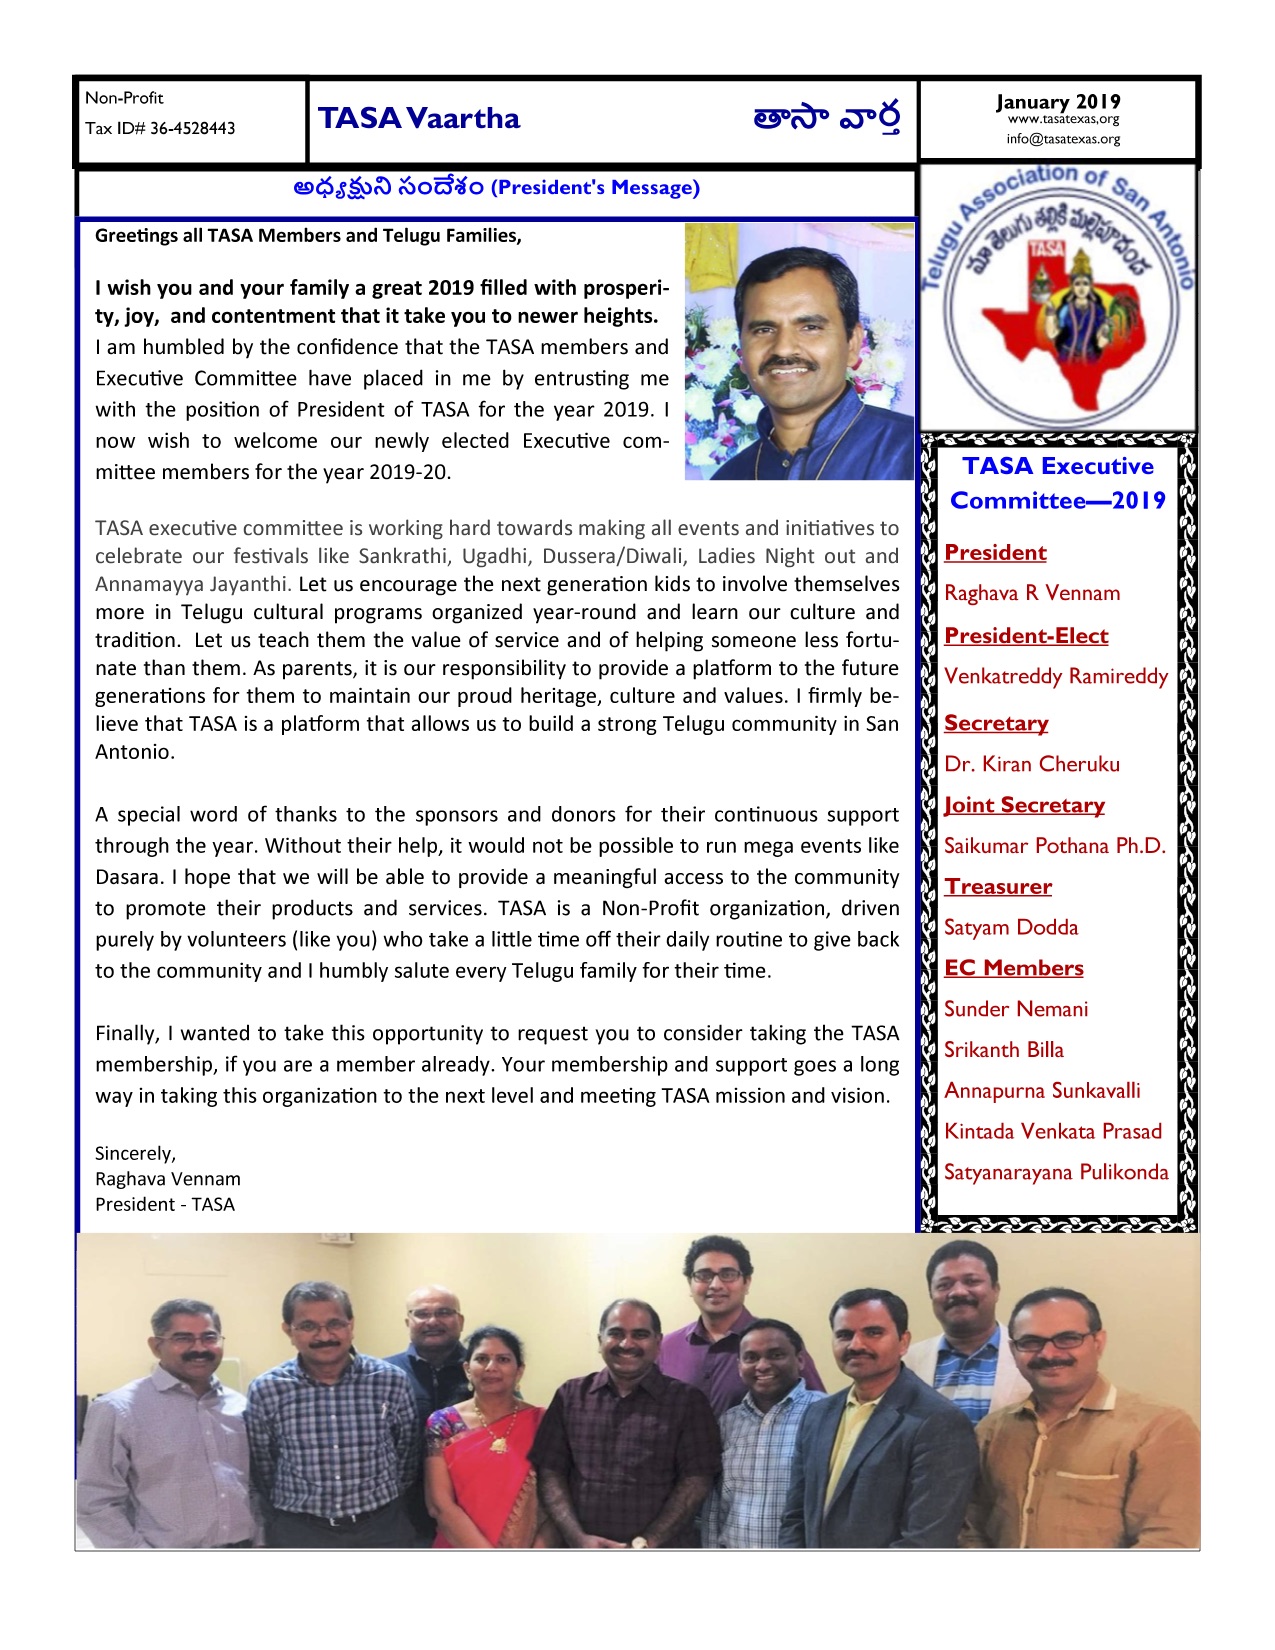 Non-Profit
Tax ID# 36-4528443
TASA Vaartha
తాసా వార్త
January 2019
www.tasatexas,org
info@tasatexas.org
అధ్యక్షుని సందేశం (President's Message)
Telugu Association of San Antonio
మా తెలుగు తల్లికి మల్లెపూదండ
TASA
Greetings all TASA Members and Telugu Families,
I wish you and your family a great 2019 filled with prosperi-
ty, joy,  and contentment that it take you to newer heights.
I am humbled by the confidence that the TASA members and
Executive Committee have placed in me by entrusting me
with the position of President of TASA for the year 2019. I
now wish to welcome our newly elected Executive com-
mittee members for the year 2019-20.
TASA executive committee is working hard towards making all events and initiatives to
celebrate our festivals like Sankrathi, Ugadhi, Dussera/Diwali, Ladies Night out and
Annamayya Jayanthi. Let us encourage the next generation kids to involve themselves
more in Telugu cultural programs organized year-round and learn our culture and
tradition.  Let us teach them the value of service and of helping someone less fortu-
nate than them. As parents, it is our responsibility to provide a platform to the future
generations for them to maintain our proud heritage, culture and values. I firmly be-
lieve that TASA is a platform that allows us to build a strong Telugu community in San
Antonio.
A special word of thanks to the sponsors and donors for their continuous support
through the year. Without their help, it would not be possible to run mega events like
Dasara. I hope that we will be able to provide a meaningful access to the community
to promote their products and services. TASA is a Non-Profit organization, driven
purely by volunteers (like you) who take a little time off their daily routine to give back
to the community and I humbly salute every Telugu family for their time.
Finally, I wanted to take this opportunity to request you to consider taking the TASA
membership, if you are a member already. Your membership and support goes a long
way in taking this organization to the next level and meeting TASA mission and vision.
Sincerely,
Raghava Vennam
President - TASA
TASA Executive
Committee—2019
President
Raghava R Vennam
President-Elect
Venkatreddy Ramireddy
Secretary
Dr. Kiran Cheruku
Joint Secretary
Saikumar Pothana Ph.D.
Treasurer
Satyam Dodda
EC Members
Sunder Nemani
Srikanth Billa
Annapurna Sunkavalli
Kintada Venkata Prasad
Satyanarayana Pulikonda